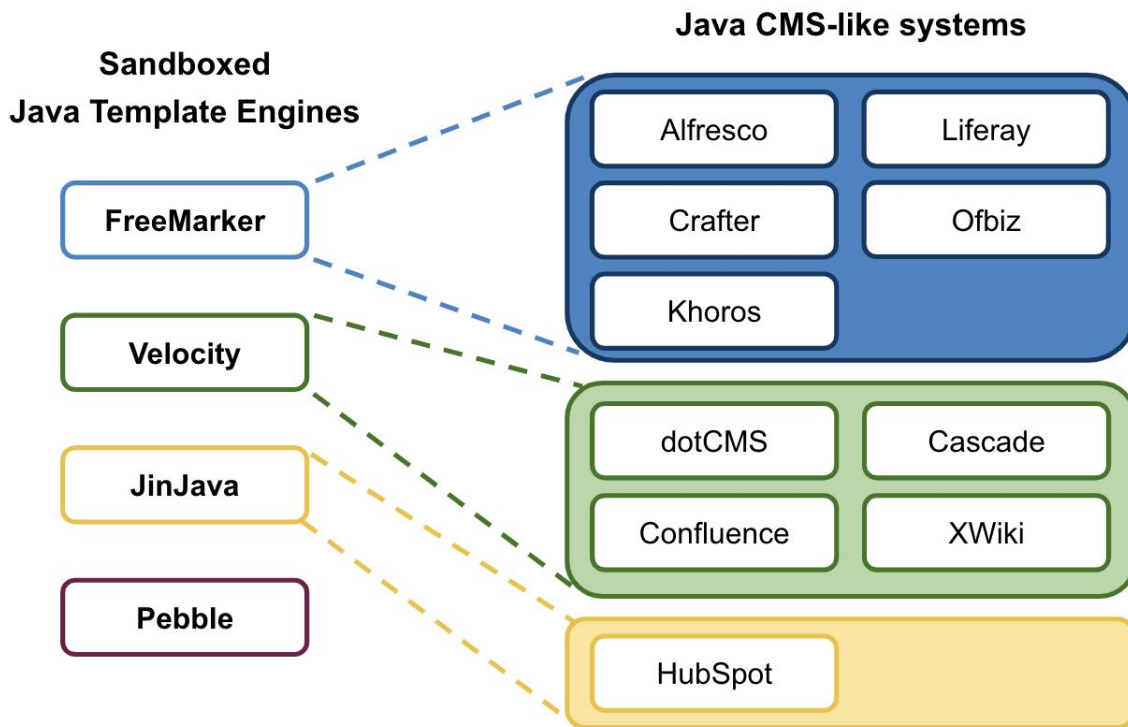 Java CMS-like systems
Sandboxed
Java Template Engines
FreeMarker
Velocity
JinJava
Pebble
Alfresco
Liferay
Crafter
Ofbiz
Khoros
dotCMS
Cascade
Confluence
XWiki
HubSpot